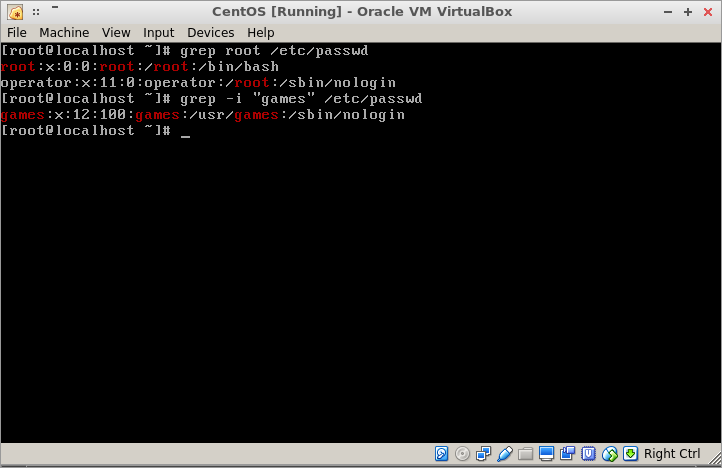 CentOS [Running] - Oracle VM VirtualBox
File Machine View Input Devices Help
[root@localhost ~]# grep root /etc/passwd
root:x:0:0:root:/root:/bin/bash
operator:x:11:0:operator:/root:/sbin/nologin
[root@localhost ~]# grep -i "games" /etc/passwd
games:x:12:100:games:/usr/games:/sbin/nologin
[root@localhost ~]# _
Right Ctrl